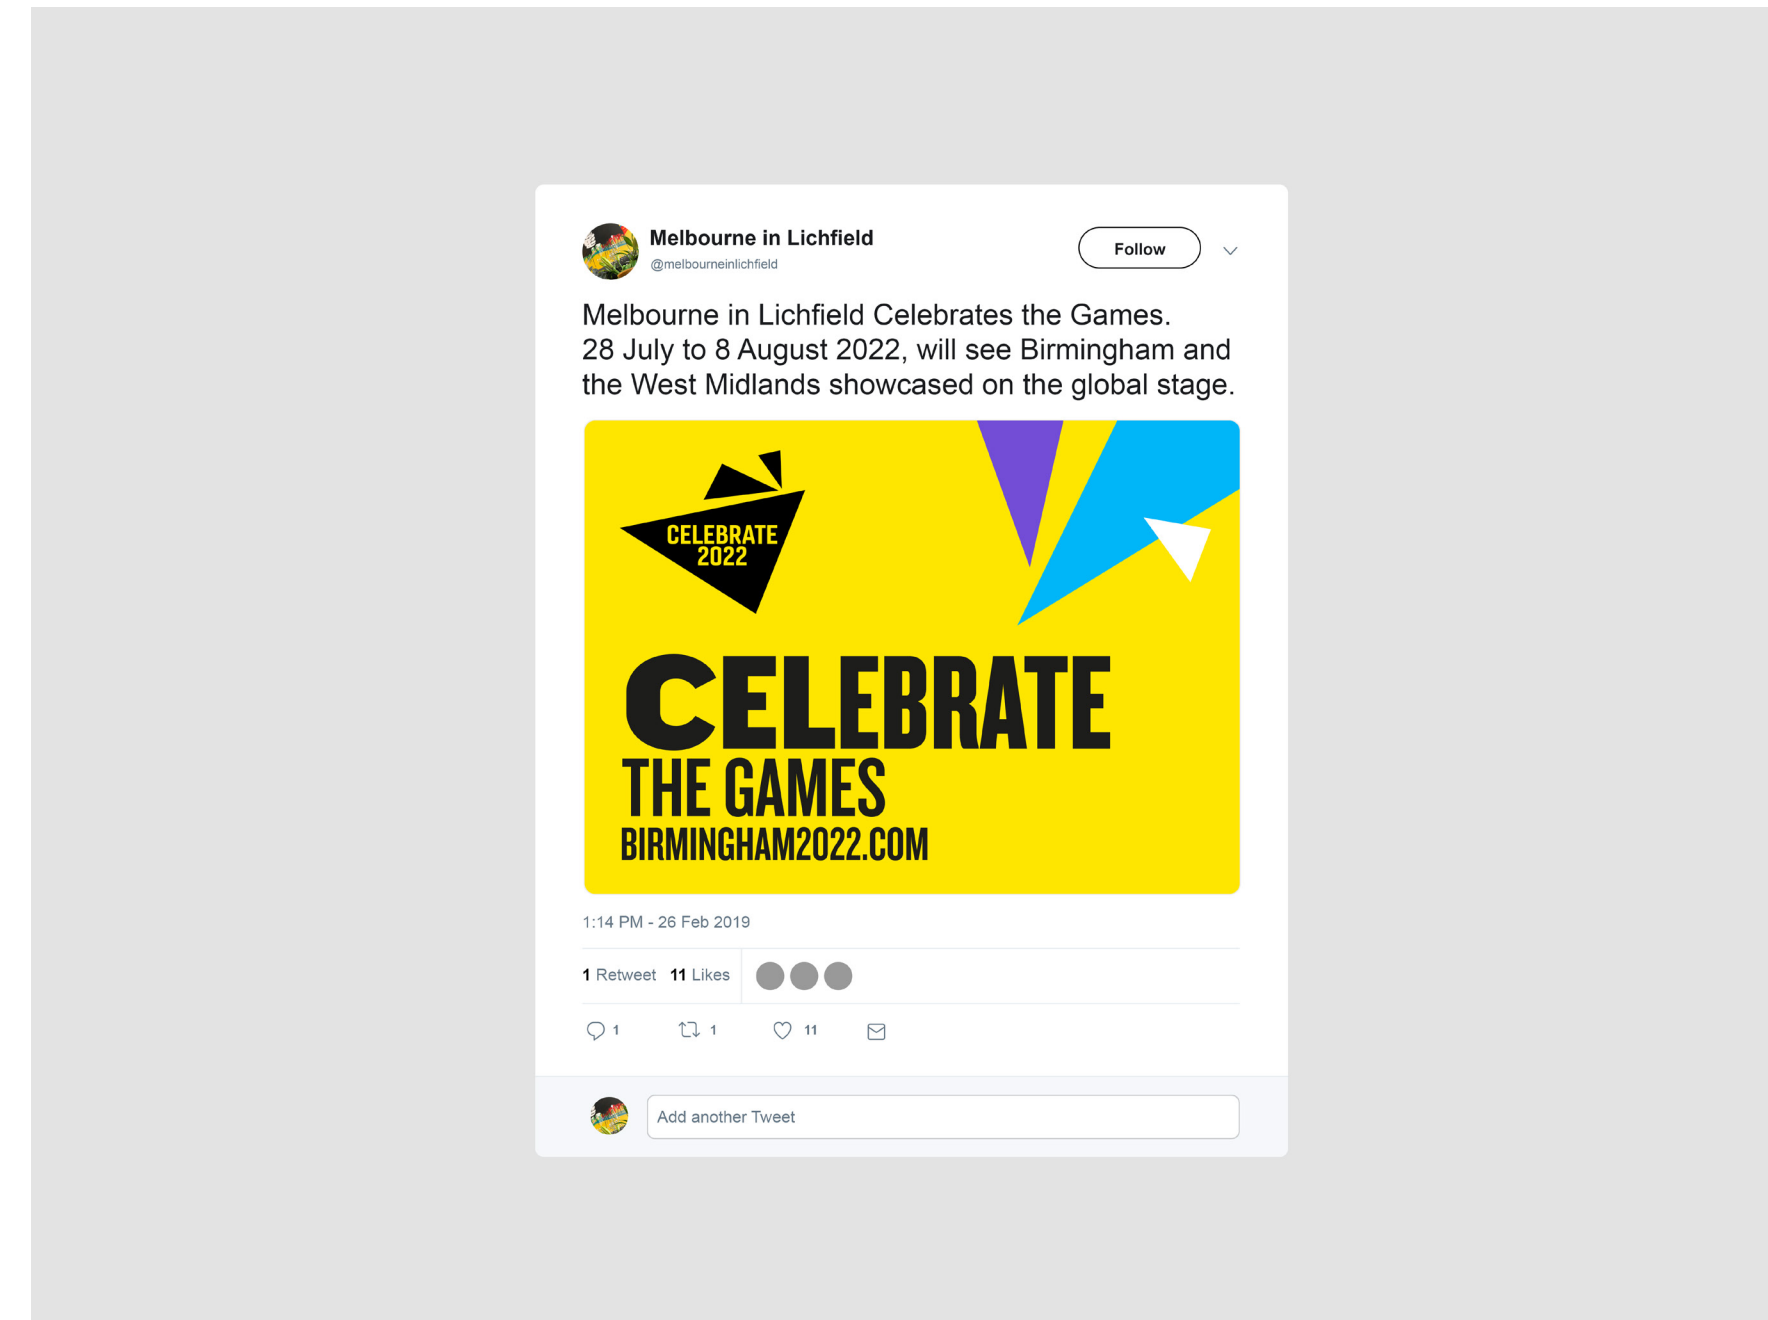 Melbourne in Lichfield
@melbourneinlichfield
Follow
Melbourne in Lichfield Celebrates the Games.
28 July to 8 August 2022, will see Birmingham and
the West Midlands showcased on the global stage.
CELEBRATE
2022
CELEBRATE
THE GAMES
BIRMINGHAM2022.COM
1:14 PM - 26 Feb 2019
1 Retweet 11 Likes
1 1 11
Add another Tweet